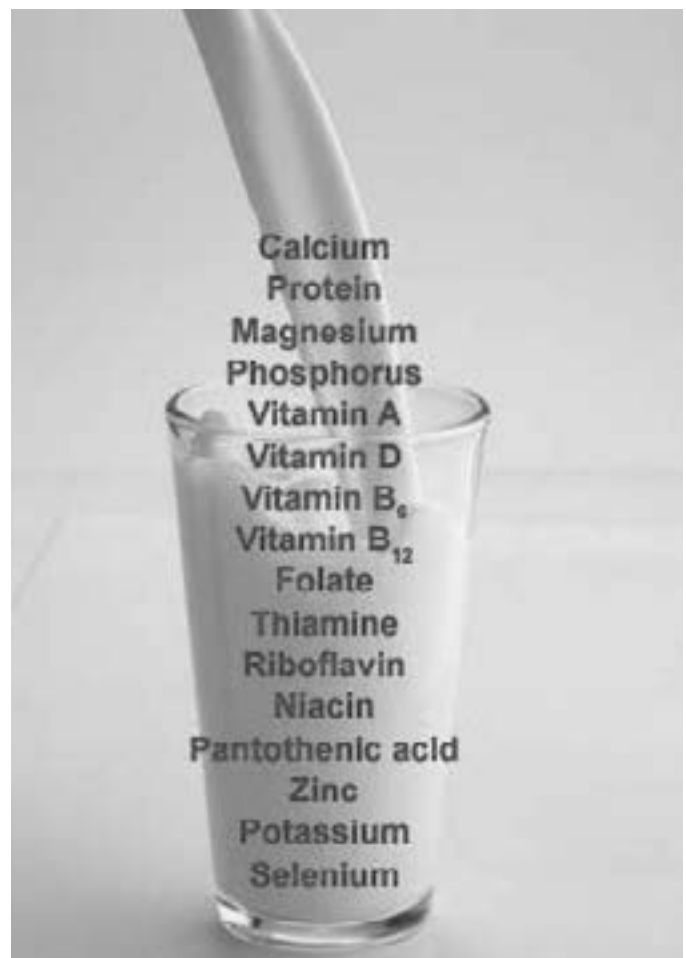 Calcium
Protein
Magnesium
Phosphorus
Vitamin A
Vitamin D
Vitamin B₆
Vitamin B₁₂
Folate
Thiamine
Riboflavin
Niacin
Pantothenic acid
Zinc
Potassium
Selenium